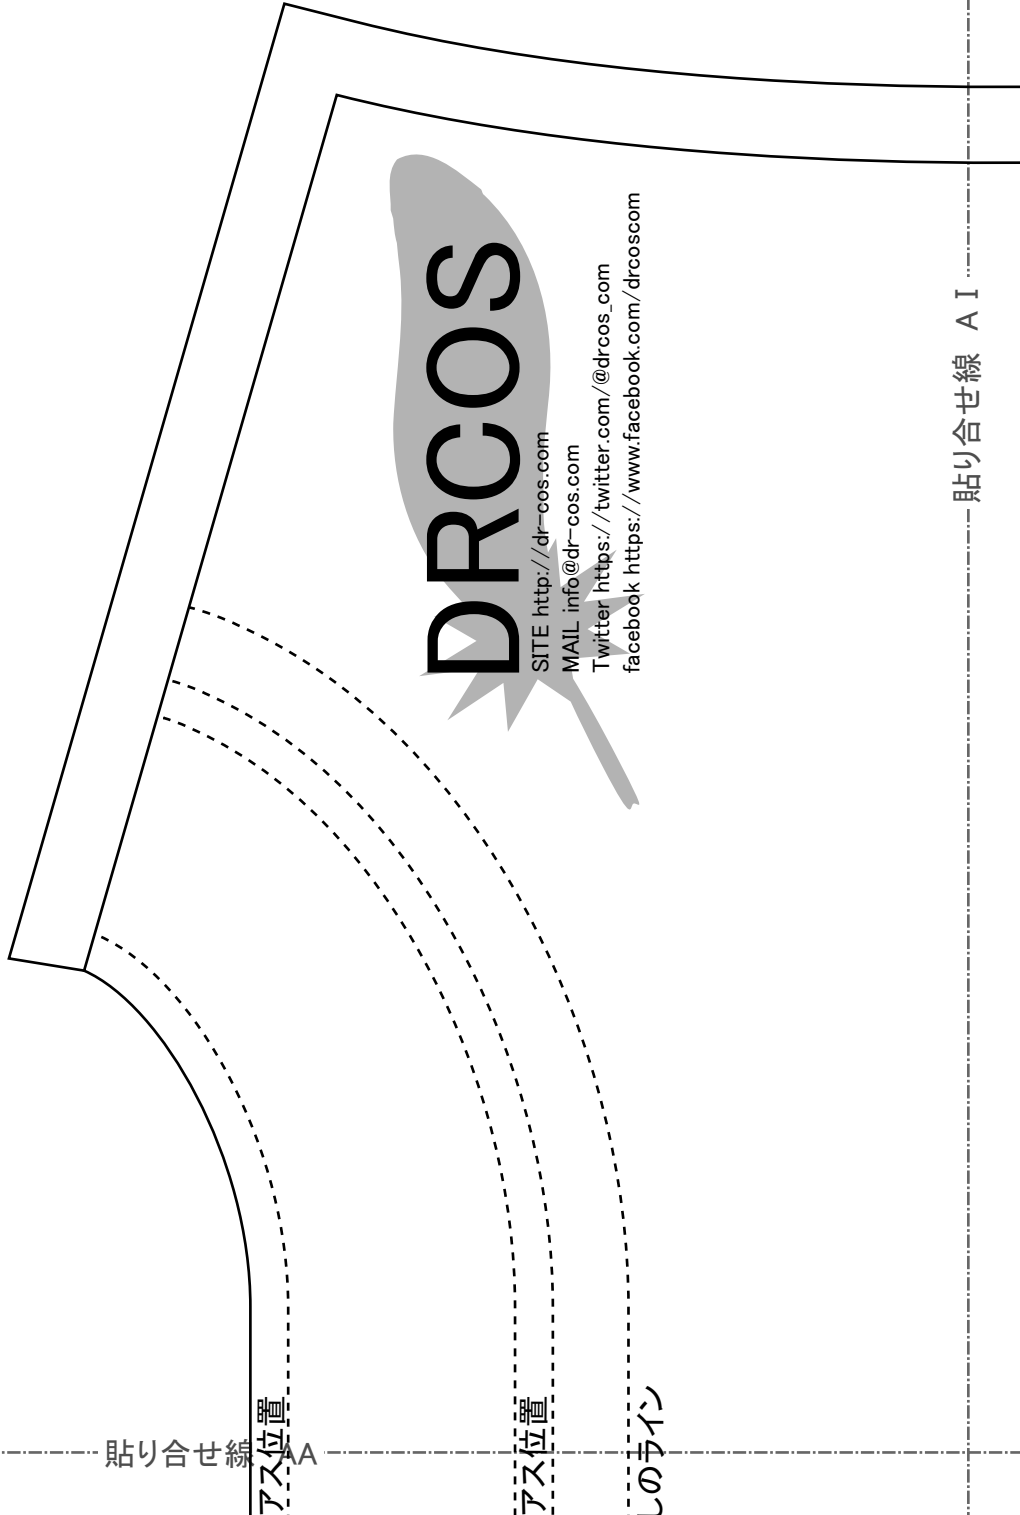 DRCOS
SITE http://dr-cos.com
MAIL info@dr-cos.com
Twitter https://twitter.com/@drcos_com
facebook https://www.facebook.com/drcoscom
貼り合せ線 AI
貼り合せ線 AA
アス位置
アス位置
しのライン